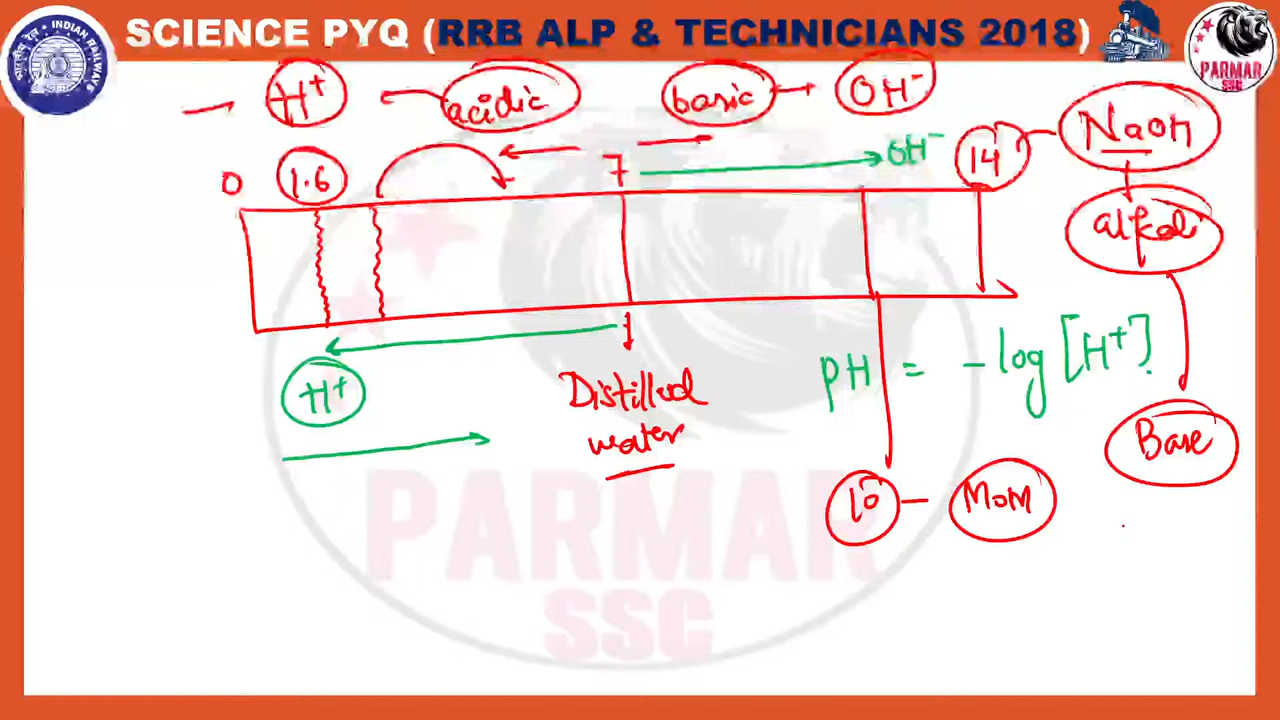 INDIAN RAILWAYS
SCIENCE PYQ (RRB ALP & TECHNICIANS 2018)
PARMAR
SSC
H⁺
acidic
basic
OH⁻
NaOH
0
1.6
7
OH⁻
14
alkali
H⁺
pH = -log [H⁺]
Distilled
water
Base
10 - MOM
PARMAR
SSC